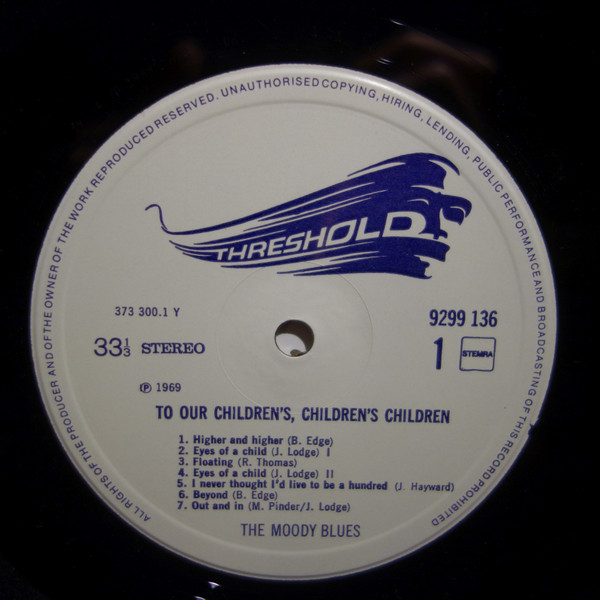 ALL RIGHTS OF THE PRODUCER AND OF THE OWNER OF THE WORK REPRODUCED RESERVED. UNAUTHORISED COPYING, HIRING, LENDING, PUBLIC PERFORMANCE AND BROADCASTING OF THIS RECORD PROHIBITED
THRESHOLD
373 300.1 Y
9299 136
33 1/3 STEREO
1 STEMRA
Ⓟ 1969
TO OUR CHILDREN'S, CHILDREN'S CHILDREN
1. Higher and higher (B. Edge)
2. Eyes of a child (J. Lodge) I
3. Floating (R. Thomas)
4. Eyes of a child (J. Lodge) II
5. I never thought I'd live to be a hundred (J. Hayward)
6. Beyond (B. Edge)
7. Out and in (M. Pinder/J. Lodge)
THE MOODY BLUES